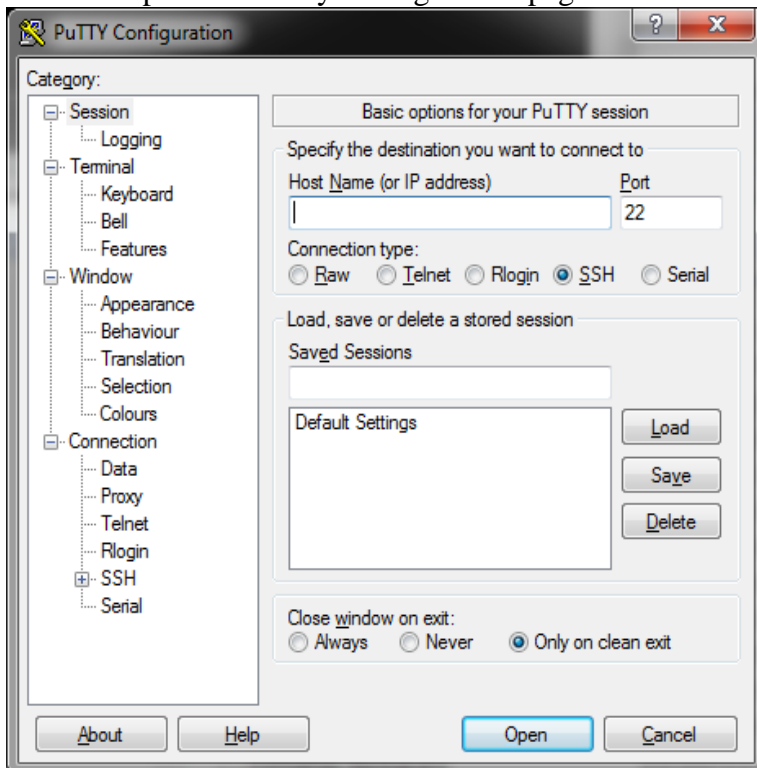 PuTTY Configuration
Category:
Session
Logging
Terminal
Keyboard
Bell
Features
Window
Appearance
Behaviour
Translation
Selection
Colours
Connection
Data
Proxy
Telnet
Rlogin
SSH
Serial
Basic options for your PuTTY session
Specify the destination you want to connect to
Host Name (or IP address) Port
22
Connection type:
Raw Telnet Rlogin SSH Serial
Load, save or delete a stored session
Saved Sessions
Default Settings
Load
Save
Delete
Close window on exit:
Always Never Only on clean exit
About Help Open Cancel